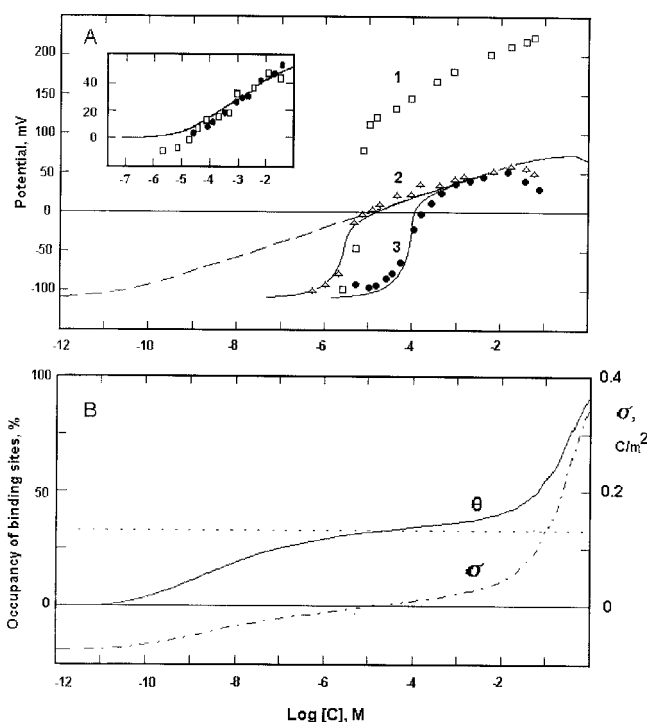 A
200
150
100
50
0
-50
-100
Potential, mV
40
20
0
-7 -6 -5 -4 -3 -2
1
2
3
-12 -10 -8 -6 -4 -2
B
100
50
0
Occupancy of binding sites, %
0.4
σ,
C/m²
0.2
0
θ
σ
-12 -10 -8 -6 -4 -2
Log [C], M